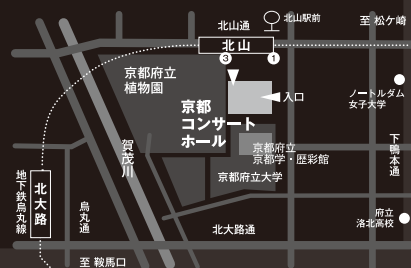 北山通
北山駅前
至 松ケ崎
北山
3
1
京都府立
植物園
入口
ノートルダム
女子大学
京都
コンサート
ホール
賀茂川
下鴨本通
京都府立
京都学・歴彩館
京都府立大学
地下鉄烏丸線
北大路
烏丸通
府立
洛北高校
北大路通
至 鞍馬口